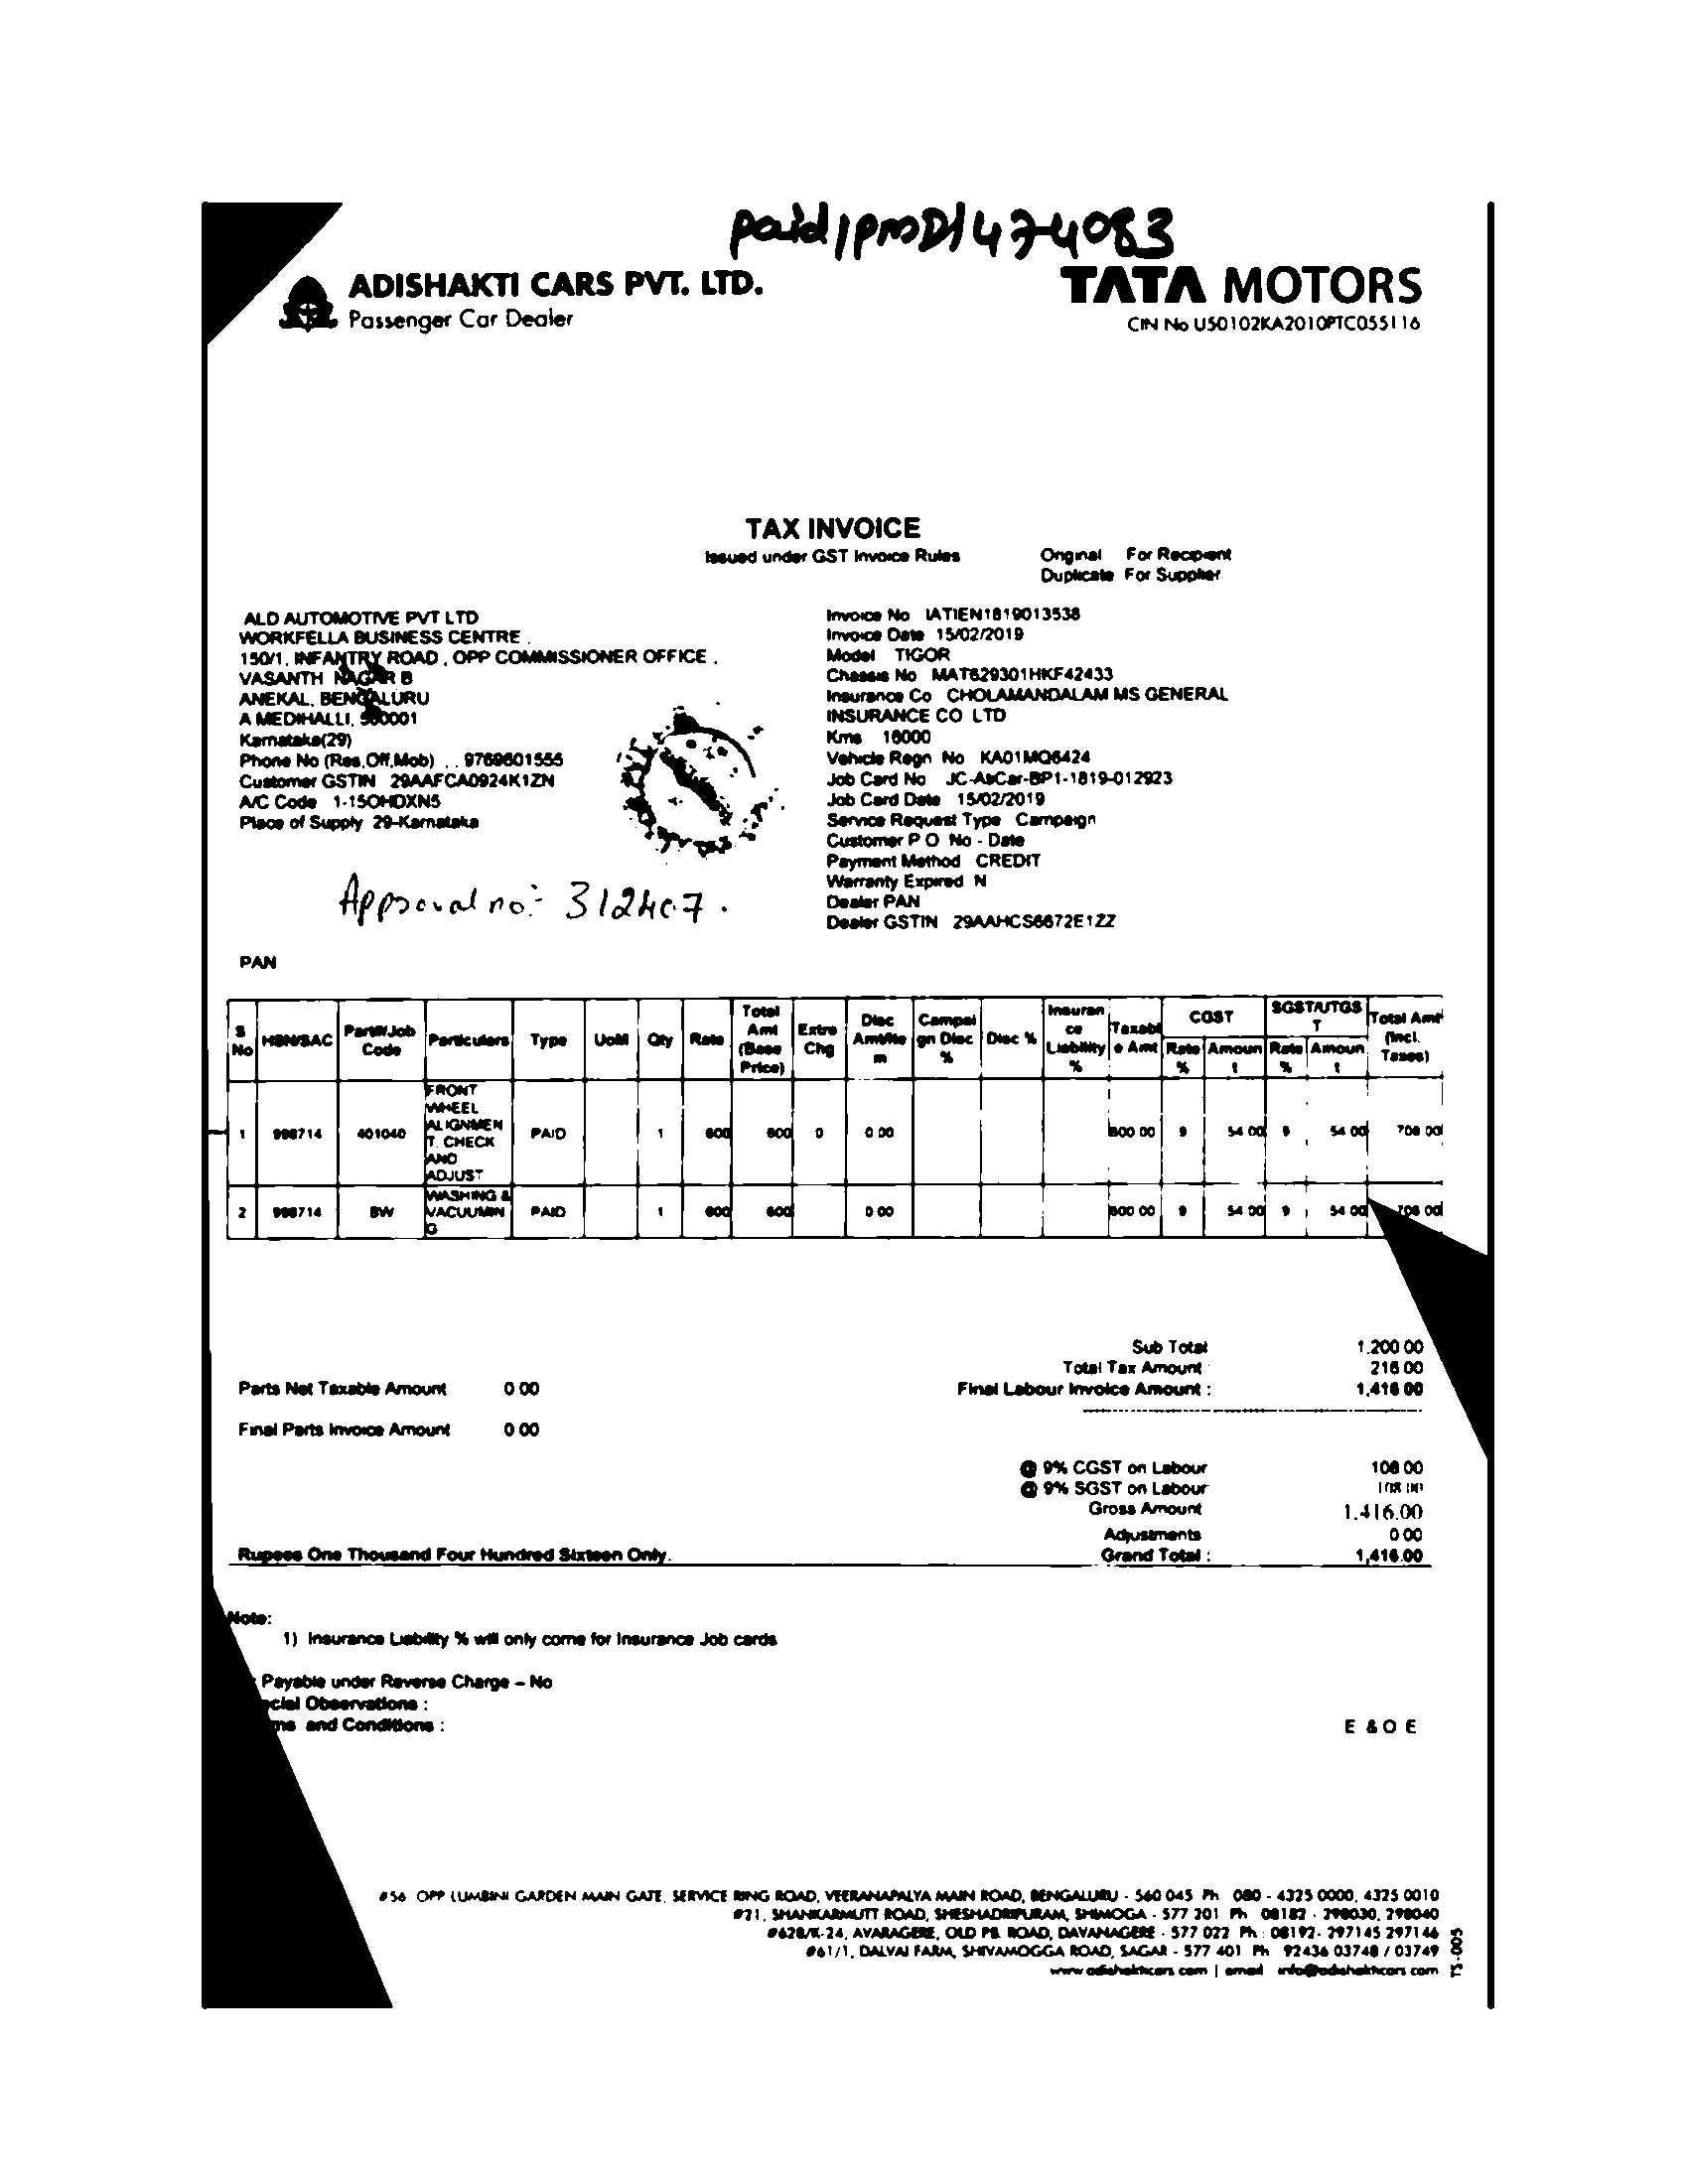 paid/PMD/474083
ADISHAKTI CARS PVT. LTD.
Passenger Car Dealer
TATA MOTORS
CIN No U50102KA2010PTC055116
TAX INVOICE
Issued under GST Invoice Rules
Original For Recipient
Duplicate For Supplier
ALD AUTOMOTIVE PVT LTD
WORKFELLA BUSINESS CENTRE .
150/1, INFANTRY ROAD , OPP COMMISSIONER OFFICE .
VASANTH NAGAR B
ANEKAL, BENGALURU
A MEDIHALLI, 560001
Karnataka(29)
Phone No (Res,Off,Mob) . . 9769601555
Customer GSTIN 29AAFCA0924K1ZN
A/C Code 1-15OHDXN5
Place of Supply 29-Karnataka
Invoice No IATIEN1819013538
Invoice Date 15/02/2019
Model TIGOR
Chassis No MAT629301HKF42433
Insurance Co CHOLAMANDALAM MS GENERAL
INSURANCE CO LTD
Kms 16000
Vehicle Regn No KA01MQ6424
Job Card No JC-AsCar-BP1-1819-012923
Job Card Date 15/02/2019
Service Request Type Campaign
Customer P O No - Date
Payment Method CREDIT
Warranty Expired N
Dealer PAN
Dealer GSTIN 29AAHCS6672E1ZZ
Approval no:-
PAN
S No HSN/SAC Part#/Job Code Particulars Type UoM Qty Rate Total Amt (Base Price) Extra Chg Disc Amt/Ite m Campai gn Disc % Disc % Insuran ce Liability % Taxabl e Amt CGST Rate % Amoun t SGST/UTGS T Rate % Amoun t Total Amt (Incl. Taxes)
1 998714 401040 FRONT WHEEL ALIGNMEN T. CHECK AND ADJUST PAID 1 600 600 0 0 00 600 00 9 54 00 9 54 00 708 00
2 998714 BW WASHING & VACUUMIN G PAID 1 600 600 0 00 600 00 9 54 00 9 54 00 708 00
Sub Total 1,200 00
Total Tax Amount 216 00
Parts Net Taxable Amount 0 00
Final Labour Invoice Amount : 1,416 00
Final Parts Invoice Amount 0 00
@ 9% CGST on Labour 108 00
@ 9% SGST on Labour 108 00
Gross Amount 1,416.00
Adjustments 0 00
Rupees One Thousand Four Hundred Sixteen Only.
Grand Total : 1,416.00
Note:
1) Insurance Liability % will only come for Insurance Job cards
Payable under Reverse Charge – No
ecial Observations :
ms and Conditions :
E & O E
#56 OPP LUMBINI GARDEN MAIN GATE, SERVICE RING ROAD, VEERANAPALYA MAIN ROAD, BENGALURU - 560 045 Ph 080 - 4325 0000, 4325 0010
#21, SHANKARMUTT ROAD, SHESHADRIPURAM, SHIMOGA - 577 201 Ph 08182 - 298030, 298040
#628/K-24, AVARAGERE, OLD PB. ROAD, DAVANAGERE - 577 022 Ph : 08192- 297145 297146
#61/1, DALVAI FARM, SHIVAMOGGA ROAD, SAGAR - 577 401 Ph 92436 03748 / 03749
www adishakticars com | email info@adishakticars com
TS-005